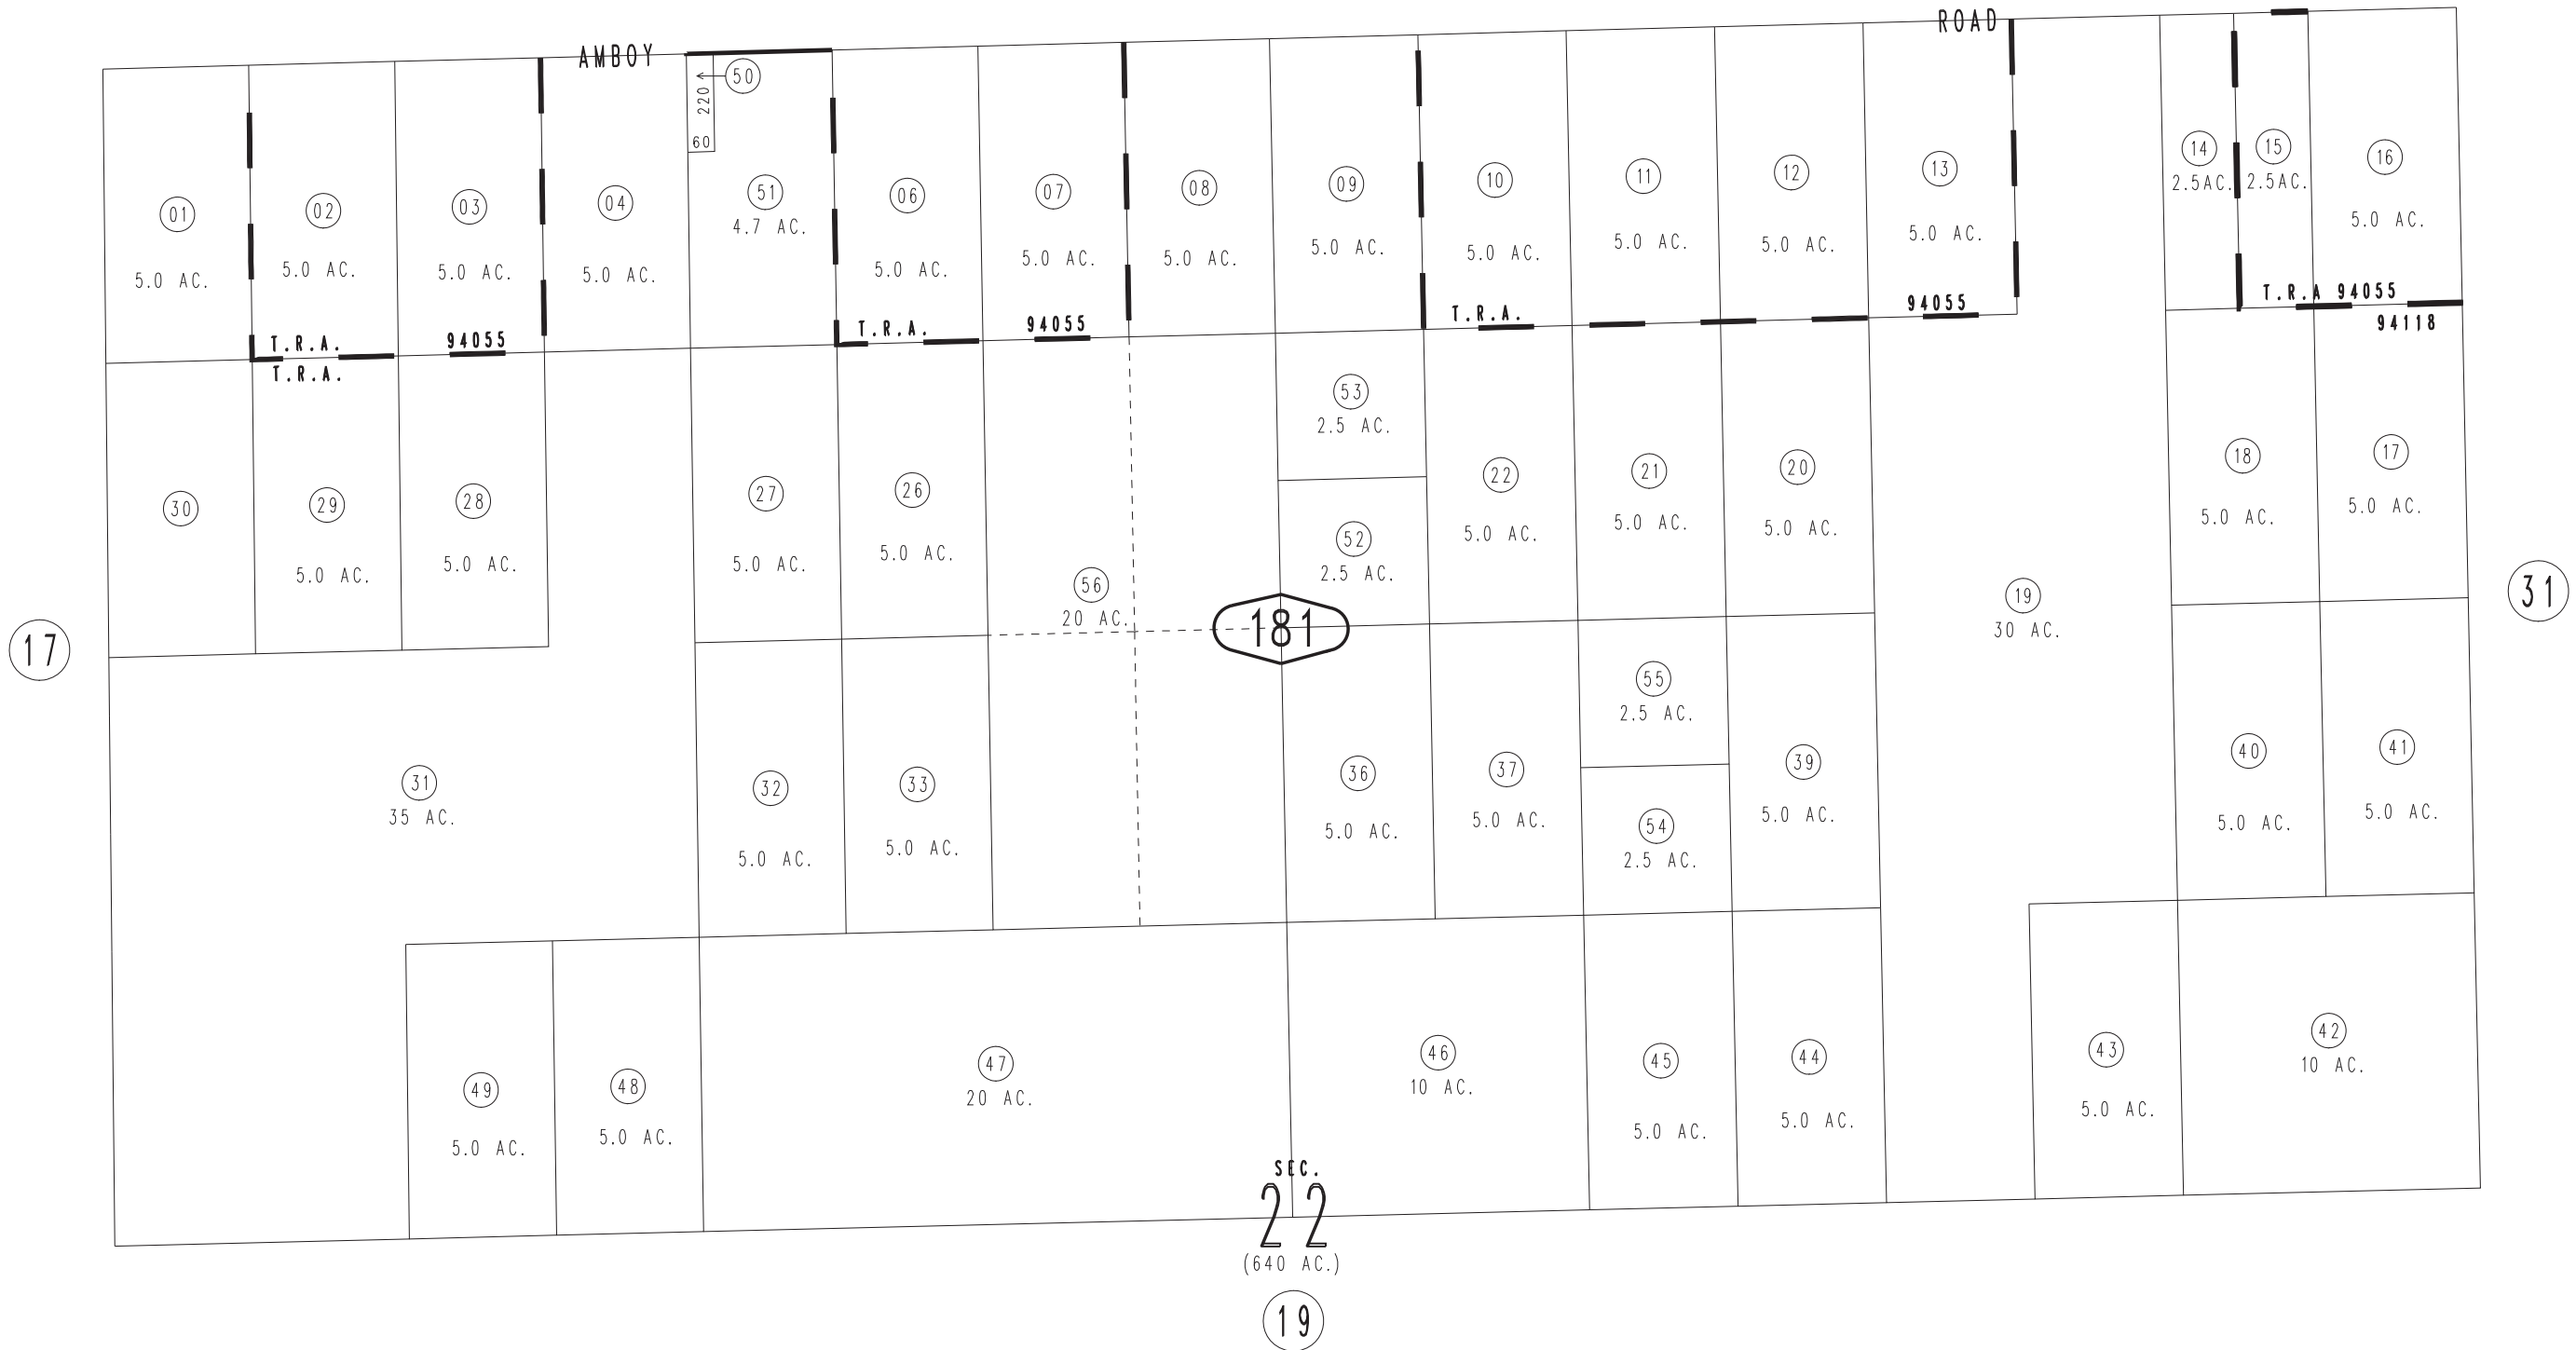 AMBOY ROAD
50
220
60
01
5.0 AC.
02
5.0 AC.
03
5.0 AC.
04
5.0 AC.
51
4.7 AC.
06
5.0 AC.
07
5.0 AC.
08
5.0 AC.
09
5.0 AC.
10
5.0 AC.
11
5.0 AC.
12
5.0 AC.
13
5.0 AC.
14
2.5AC.
15
2.5AC.
16
5.0 AC.
T.R.A. 94055
T.R.A.
T.R.A. 94055
T.R.A. 94055
T.R.A 94055
94118
30
29
5.0 AC.
28
5.0 AC.
27
5.0 AC.
26
5.0 AC.
56
20 AC.
53
2.5 AC.
52
2.5 AC.
22
5.0 AC.
21
5.0 AC.
20
5.0 AC.
19
30 AC.
18
5.0 AC.
17
5.0 AC.
17
181
31
31
35 AC.
32
5.0 AC.
33
5.0 AC.
36
5.0 AC.
37
5.0 AC.
55
2.5 AC.
54
2.5 AC.
39
5.0 AC.
40
5.0 AC.
41
5.0 AC.
49
5.0 AC.
48
5.0 AC.
47
20 AC.
46
10 AC.
45
5.0 AC.
44
5.0 AC.
43
5.0 AC.
42
10 AC.
SEC.
22
(640 AC.)
19